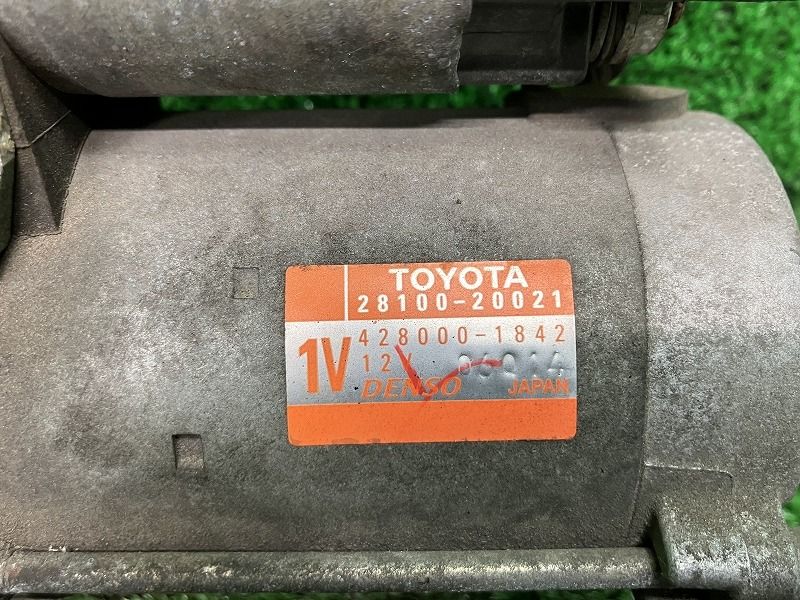 TOYOTA
28100-20021
1V
428000-1842
12V
DENSO
JAPAN